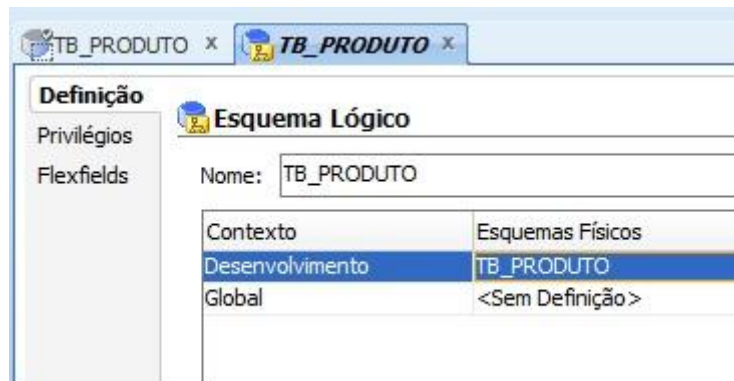 TB_PRODUTO x TB_PRODUTO x
Definição
Privilégios
Flexfields
Esquema Lógico
Nome: TB_PRODUTO
Contexto Esquemas Físicos
Desenvolvimento TB_PRODUTO
Global <Sem Definição>